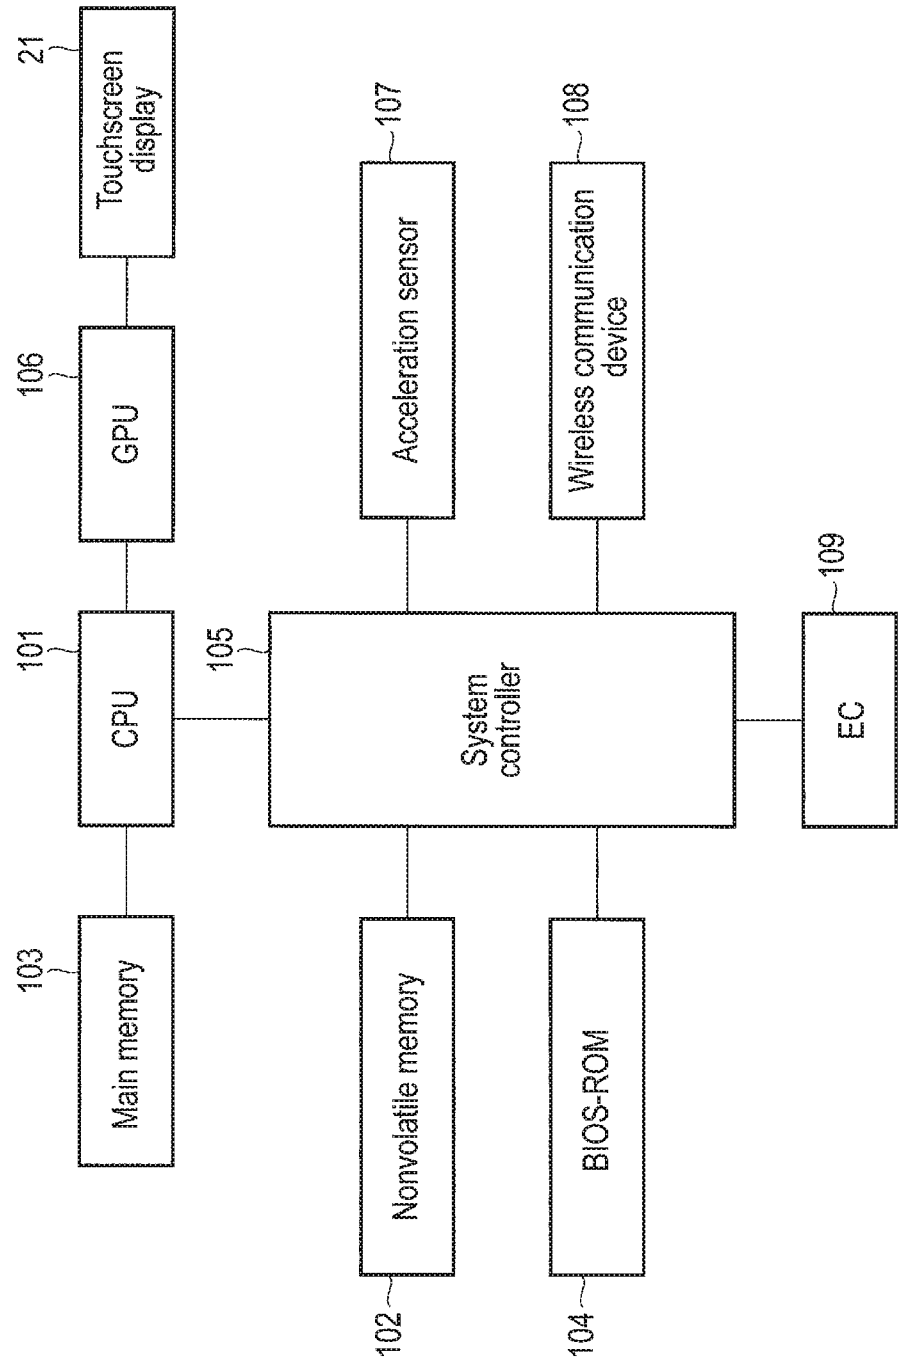 103
Main memory
101
CPU
106
GPU
21
Touchscreen
display
105
System
controller
102
Nonvolatile memory
107
Acceleration sensor
104
BIOS-ROM
108
Wireless communication
device
109
EC